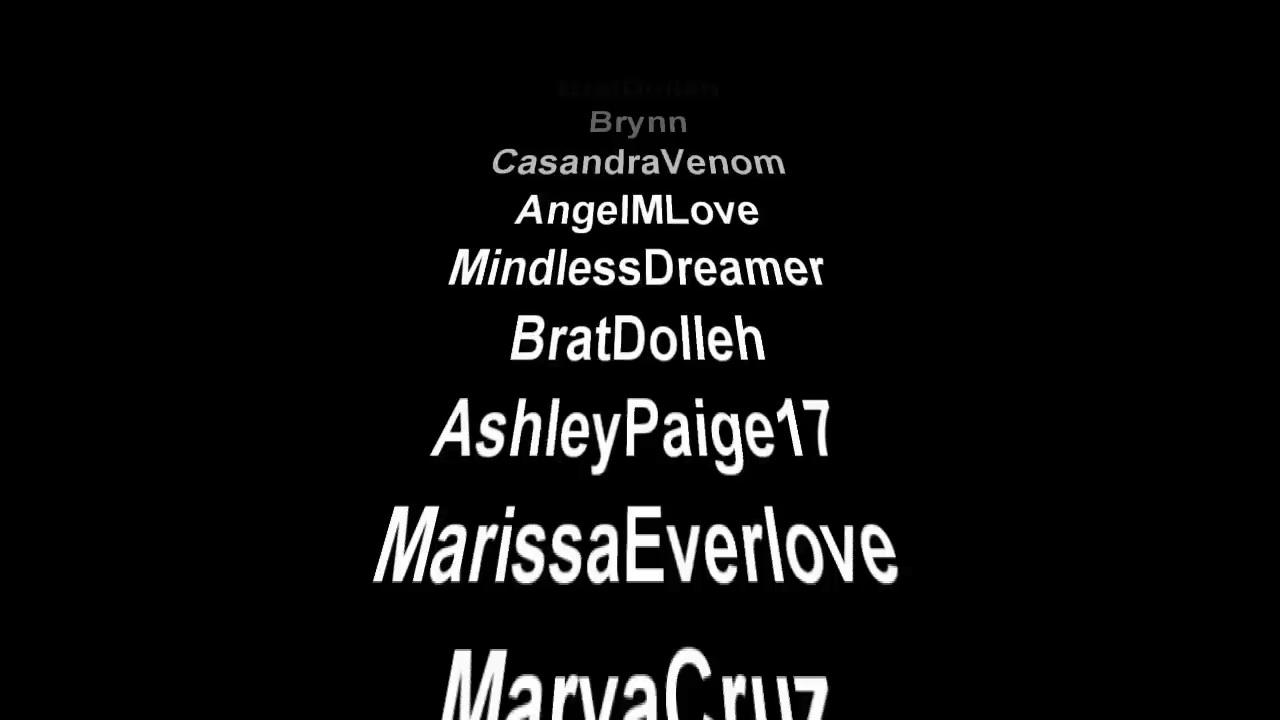 Brynn
CasandraVenom
AngelMLove
MindlessDreamer
BratDolleh
AshleyPaige17
MarissaEverlove
MaryaCruz